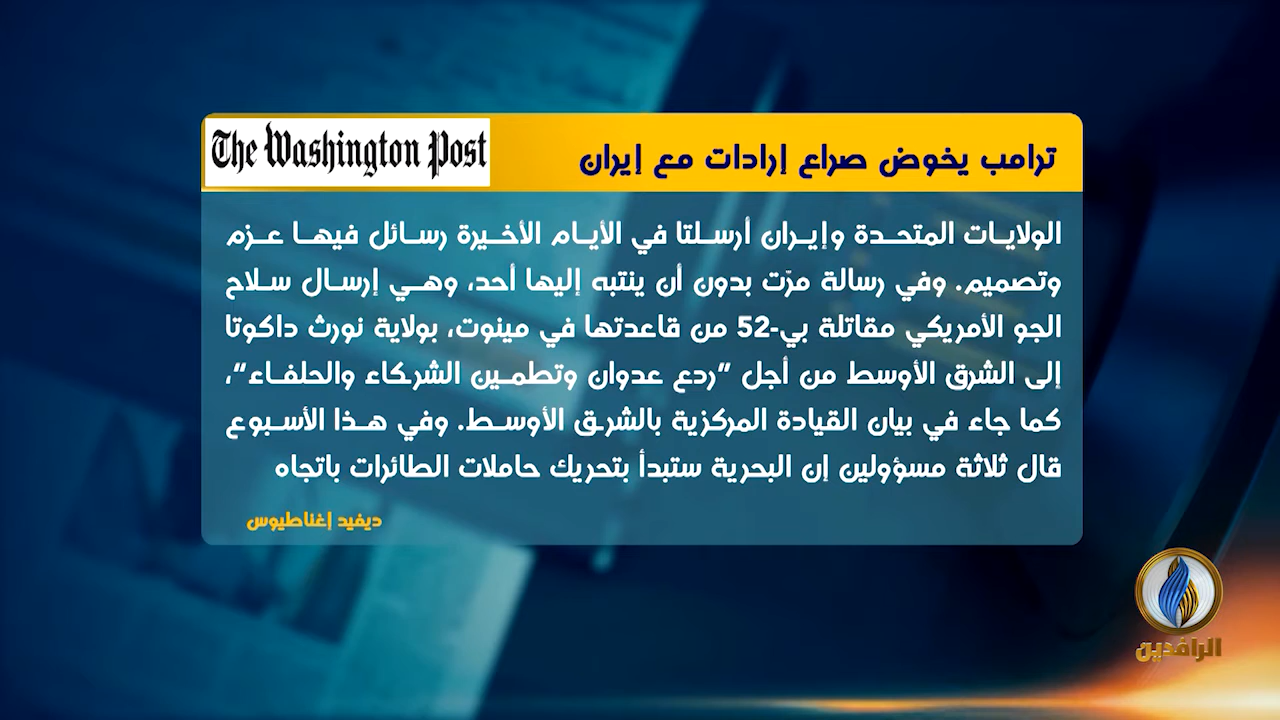 The Washington Post
ترامب يخوض صراع إرادات مع إيران
الولايات المتحدة وإيران أرسلتا في الأيام الأخيرة رسائل فيها عزم
وتصميم. وفي رسالة مرّت بدون أن ينتبه إليها أحد، وهي إرسال سلاح
الجو الأمريكي مقاتلة بي-52 من قاعدتها في مينوت، بولاية نورث داكوتا
إلى الشرق الأوسط من أجل ”ردع عدوان وتطمين الشركاء والحلفاء“،
كما جاء في بيان القيادة المركزية بالشرق الأوسط. وفي هذا الأسبوع
قال ثلاثة مسؤولين إن البحرية ستبدأ بتحريك حاملات الطائرات باتجاه
ديفيد إغناطيوس
الرافدين